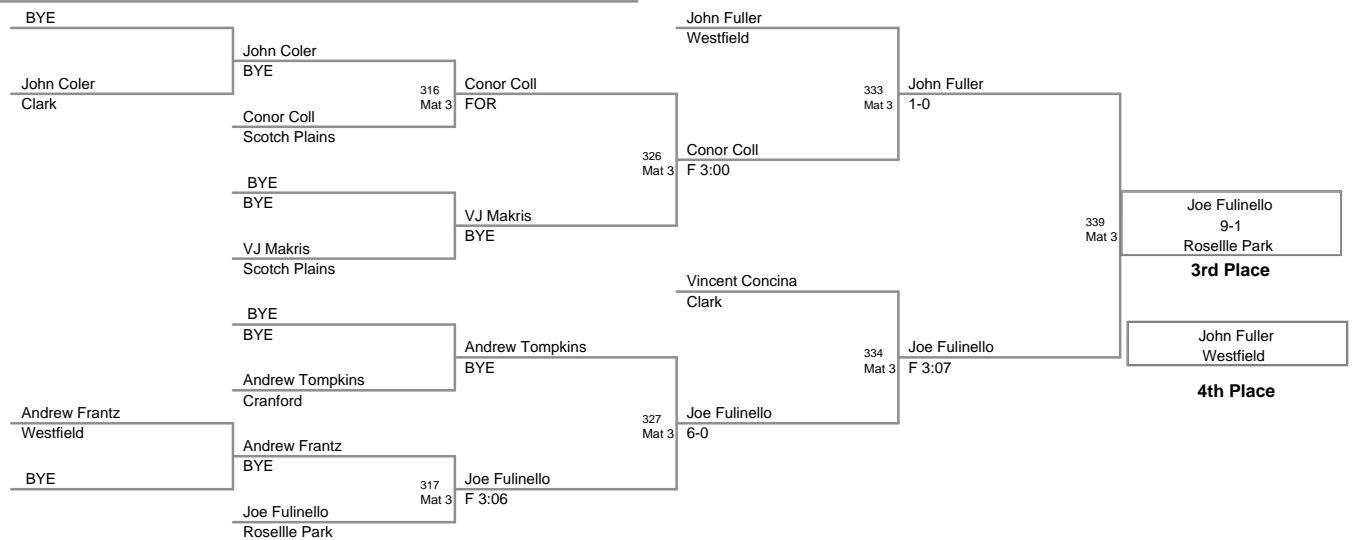 BYE
John Coler
Clark
John Coler
BYE
Conor Coll
Scotch Plains
316
Mat 3
Conor Coll
FOR
BYE
BYE
VJ Makris
Scotch Plains
VJ Makris
BYE
326
Mat 3
Conor Coll
F 3:00
John Fuller
Westfield
333
Mat 3
John Fuller
1-0
BYE
BYE
Andrew Tompkins
Cranford
Andrew Tompkins
BYE
Andrew Frantz
Westfield
BYE
Andrew Frantz
BYE
Joe Fulinello
Rosellle Park
317
Mat 3
Joe Fulinello
F 3:06
327
Mat 3
Joe Fulinello
6-0
Vincent Concina
Clark
334
Mat 3
Joe Fulinello
F 3:07
339
Mat 3
Joe Fulinello
9-1
Rosellle Park
3rd Place
John Fuller
Westfield
4th Place